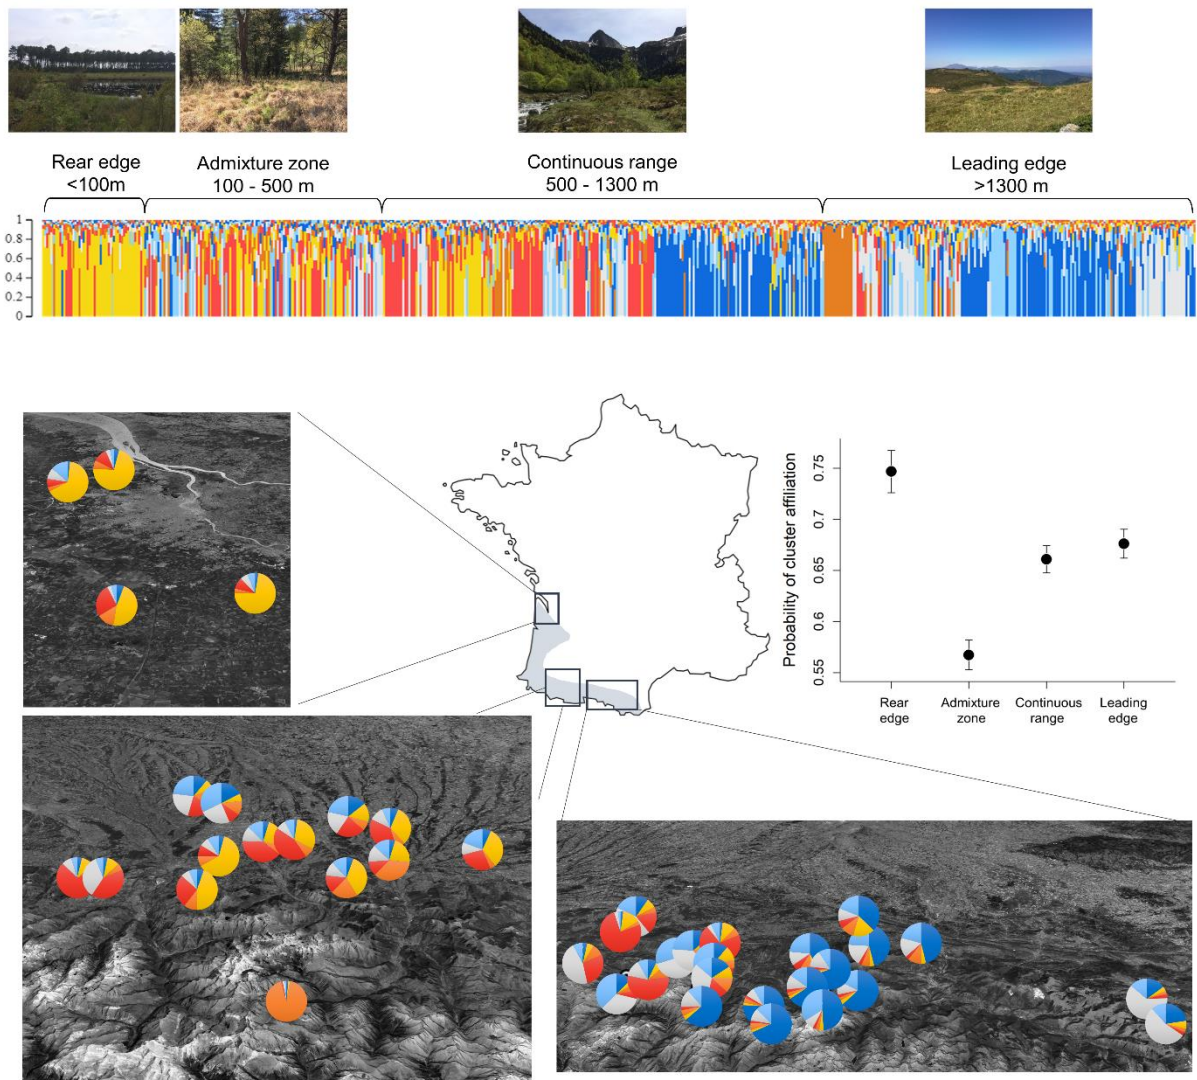 Rear edge
<100m
Admixture zone
100 - 500 m
Continuous range
500 - 1300 m
Leading edge
>1300 m
1
0.8
0.6
0.4
0.2
0
Probability of cluster affiliation
0.75
0.7
0.65
0.6
0.55
Rear
edge
Admixture
zone
Continuous
range
Leading
edge